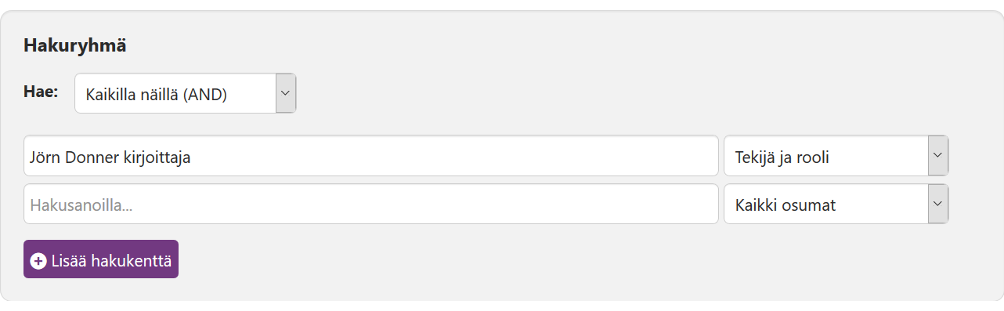 Hakuryhmä
Hae: Kaikilla näillä (AND)
Jörn Donner kirjoittaja Tekijä ja rooli
Hakusanoilla... Kaikki osumat
Lisää hakukenttä